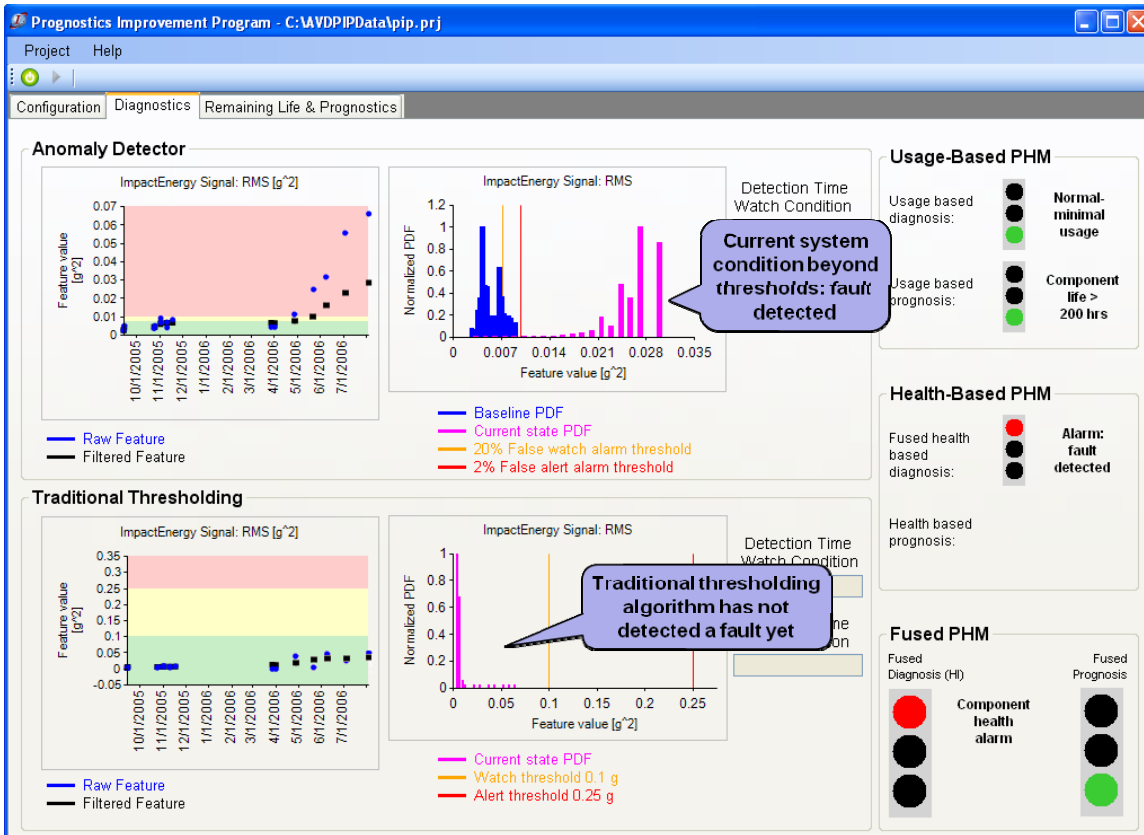 Prognostics Improvement Program - C:\AVDPIPData\pip.prj
Project Help
Configuration Diagnostics Remaining Life & Prognostics
Anomaly Detector
ImpactEnergy Signal: RMS [g^2]
Feature value
[g^2]
0.07
0.06
0.05
0.04
0.03
0.02
0.01
0
10/1/2005
11/1/2005
12/1/2005
1/1/2006
2/1/2006
3/1/2006
4/1/2006
5/1/2006
6/1/2006
7/1/2006
Raw Feature
Filtered Feature
ImpactEnergy Signal: RMS
Normalized PDF
1.2
1
0.8
0.6
0.4
0.2
0
0 0.007 0.014 0.021 0.028 0.035
Feature value [g^2]
Baseline PDF
Current state PDF
20% False watch alarm threshold
2% False alert alarm threshold
Detection Time
Watch Condition
Current system
condition beyond
thresholds: fault
detected
Traditional Thresholding
ImpactEnergy Signal: RMS [g^2]
Feature value
[g^2]
0.35
0.3
0.25
0.2
0.15
0.1
0.05
0
-0.05
10/1/2005
11/1/2005
12/1/2005
1/1/2006
2/1/2006
3/1/2006
4/1/2006
5/1/2006
6/1/2006
7/1/2006
Raw Feature
Filtered Feature
ImpactEnergy Signal: RMS
Normalized PDF
1
0.8
0.6
0.4
0.2
0
0 0.05 0.1 0.15 0.2 0.25
Feature value [g^2]
Current state PDF
Watch threshold 0.1 g
Alert threshold 0.25 g
Detection Time
Watch Condition
Traditional thresholding
algorithm has not
detected a fault yet
Usage-Based PHM
Usage based
diagnosis:
Normal-
minimal
usage
Usage based
prognosis:
Component
life >
200 hrs
Health-Based PHM
Fused health
based
diagnosis:
Alarm:
fault
detected
Health based
prognosis:
Fused PHM
Fused
Diagnosis (HI)
Component
health
alarm
Fused
Prognosis